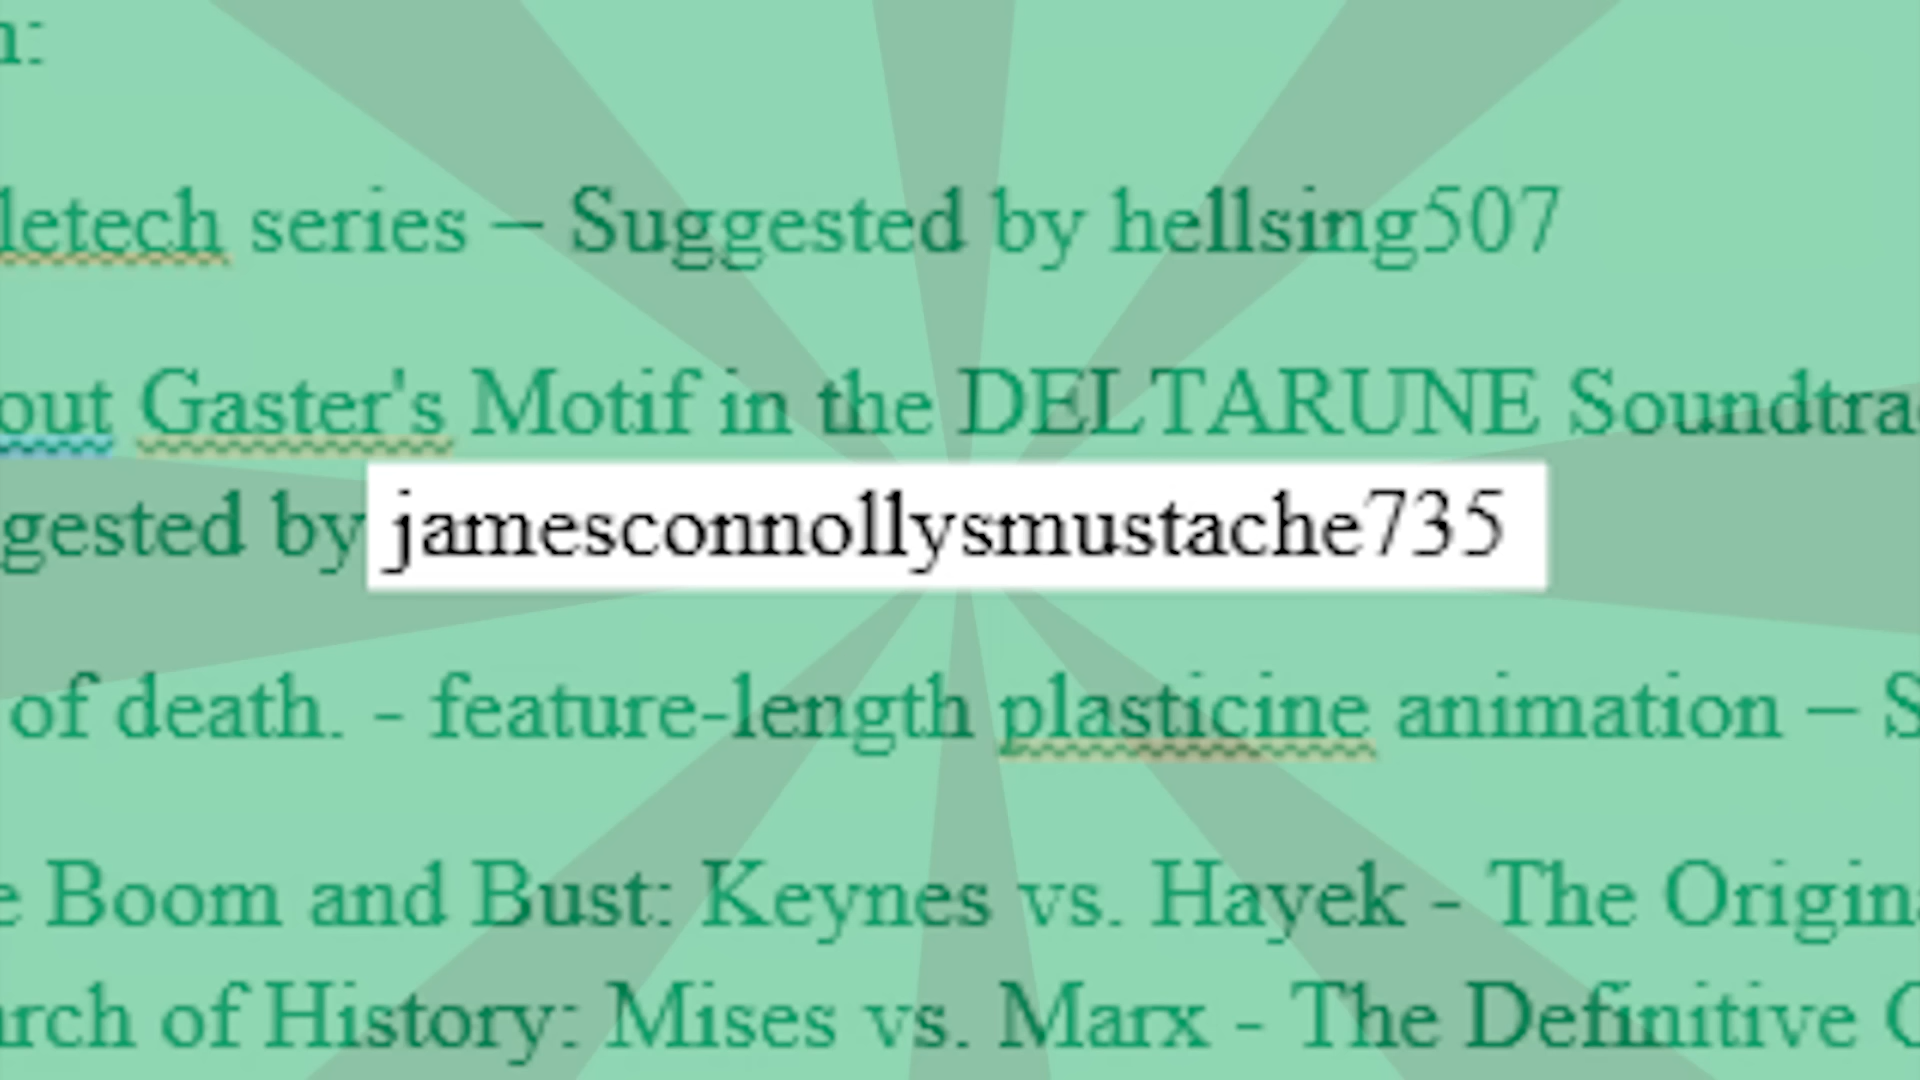 n:
letech series – Suggested by hellsing507
out Gaster's Motif in the DELTARUNE Soundtra
gested by jamesconnollysmustache735
of death. - feature-length plasticine animation – S
e Boom and Bust: Keynes vs. Hayek - The Origin
rch of History: Mises vs. Marx - The Definitive